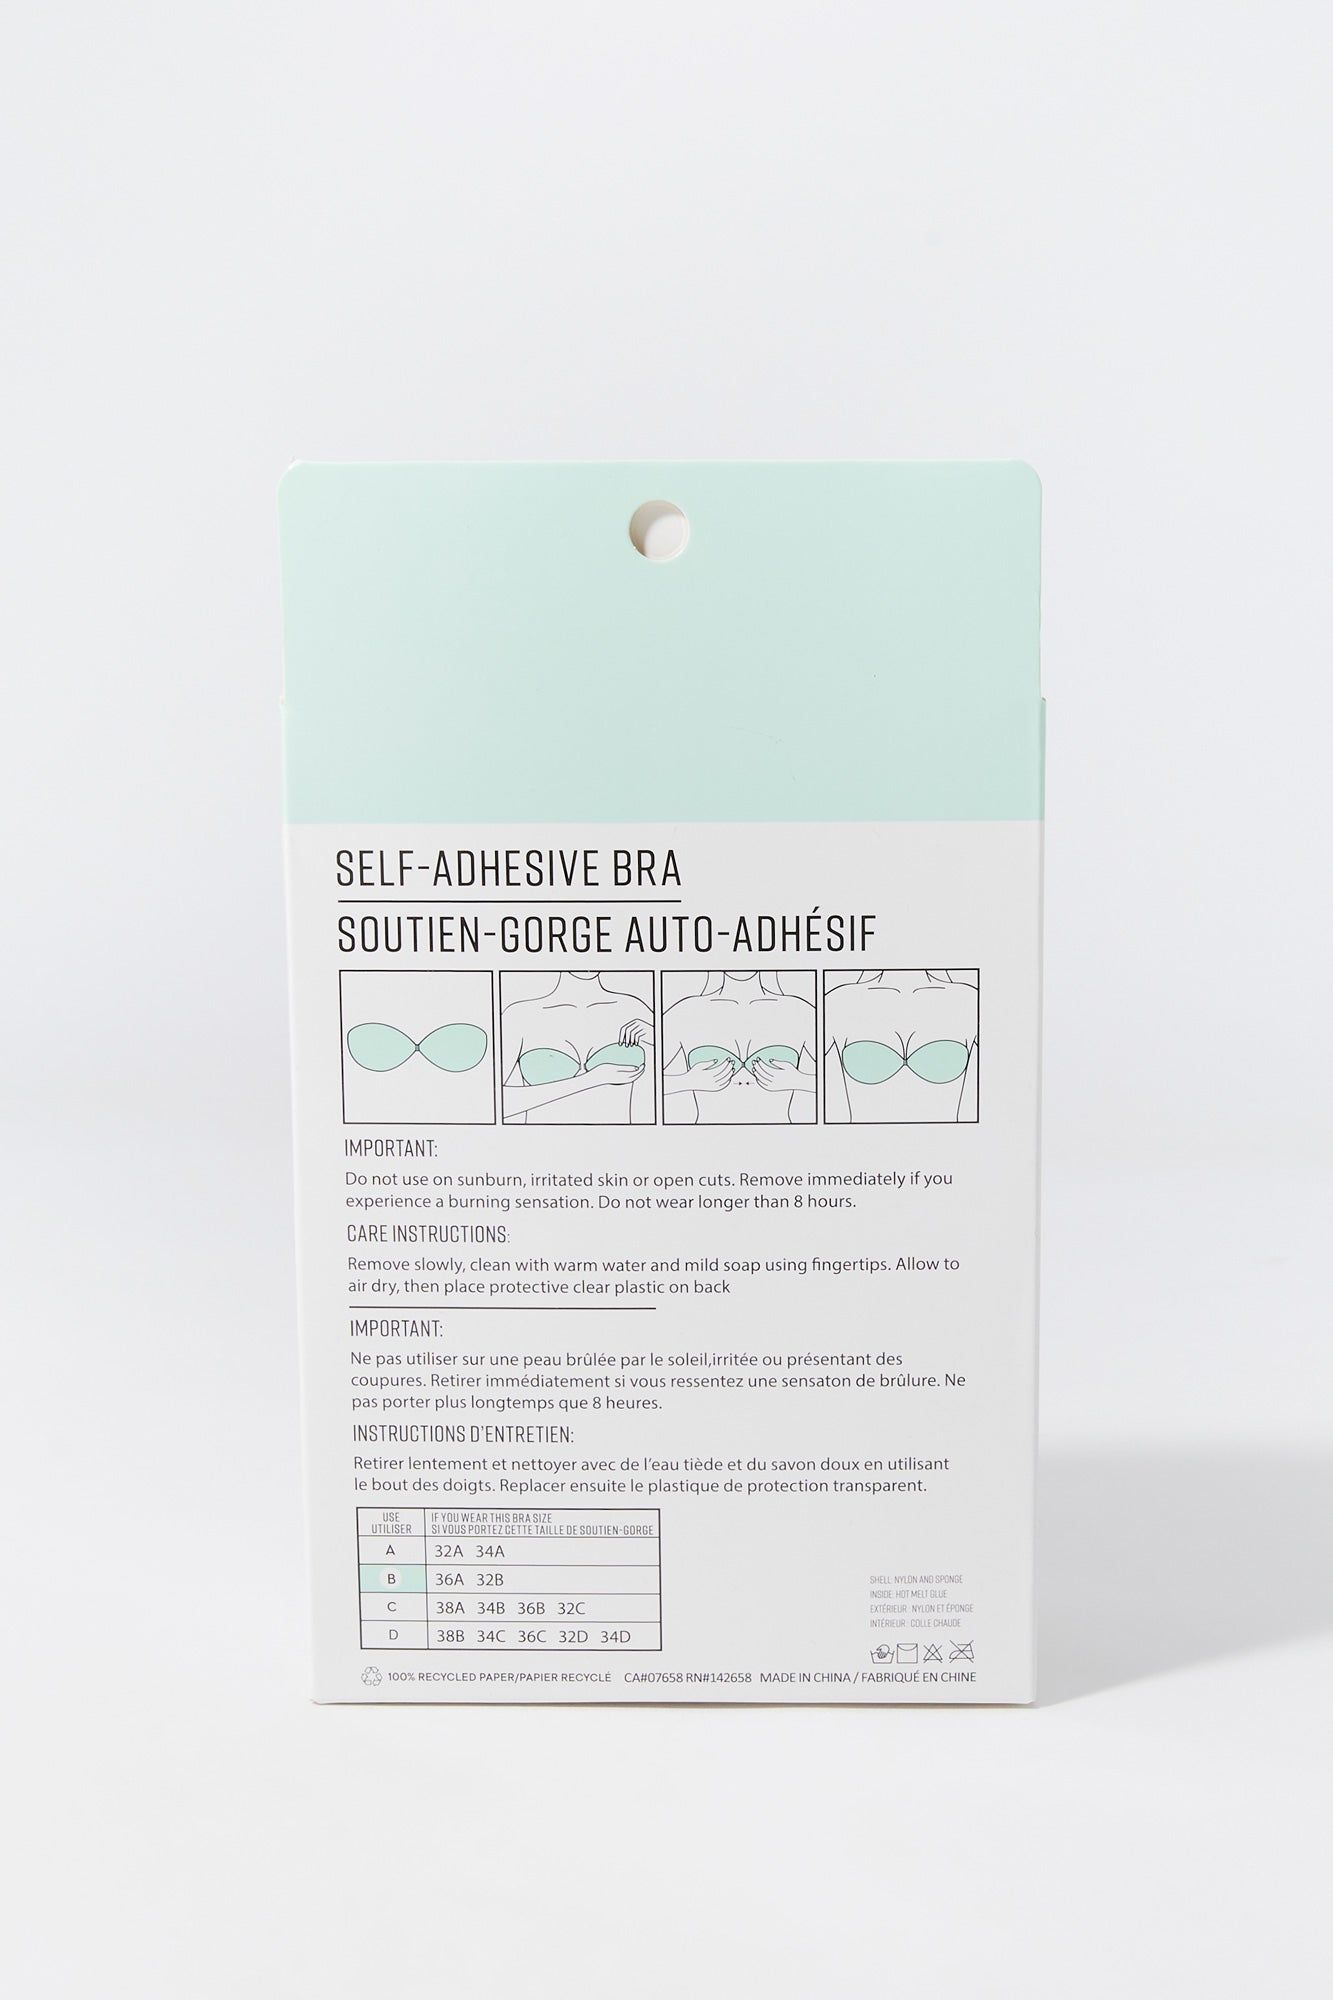 SELF-ADHESIVE BRA
SOUTIEN-GORGE AUTO-ADHÉSIF
IMPORTANT:
Do not use on sunburn, irritated skin or open cuts. Remove immediately if you
experience a burning sensation. Do not wear longer than 8 hours.
CARE INSTRUCTIONS:
Remove slowly, clean with warm water and mild soap using fingertips. Allow to
air dry, then place protective clear plastic on back
IMPORTANT:
Ne pas utiliser sur une peau brûlée par le soleil,irritée ou présentant des
coupures. Retirer immédiatement si vous ressentez une sensaton de brûlure. Ne
pas porter plus longtemps que 8 heures.
INSTRUCTIONS D'ENTRETIEN:
Retirer lentement et nettoyer avec de l'eau tiède et du savon doux en utilisant
le bout des doigts. Replacer ensuite le plastique de protection transparent.
USE IF YOU WEAR THIS BRA SIZE
UTILISER SI VOUS PORTEZ CETTE TAILLE DE SOUTIEN-GORGE
A 32A 34A
B 36A 32B
C 38A 34B 36B 32C
D 38B 34C 36C 32D 34D
SHELL: NYLON AND SPONGE
INSIDE: HOT MELT GLUE
EXTÉRIEUR: NYLON ET ÉPONGE
INTÉRIEUR: COLLE CHAUDE
100% RECYCLED PAPER/PAPIER RECYCLÉ CA#07658 RN#142658 MADE IN CHINA / FABRIQUÉ EN CHINE